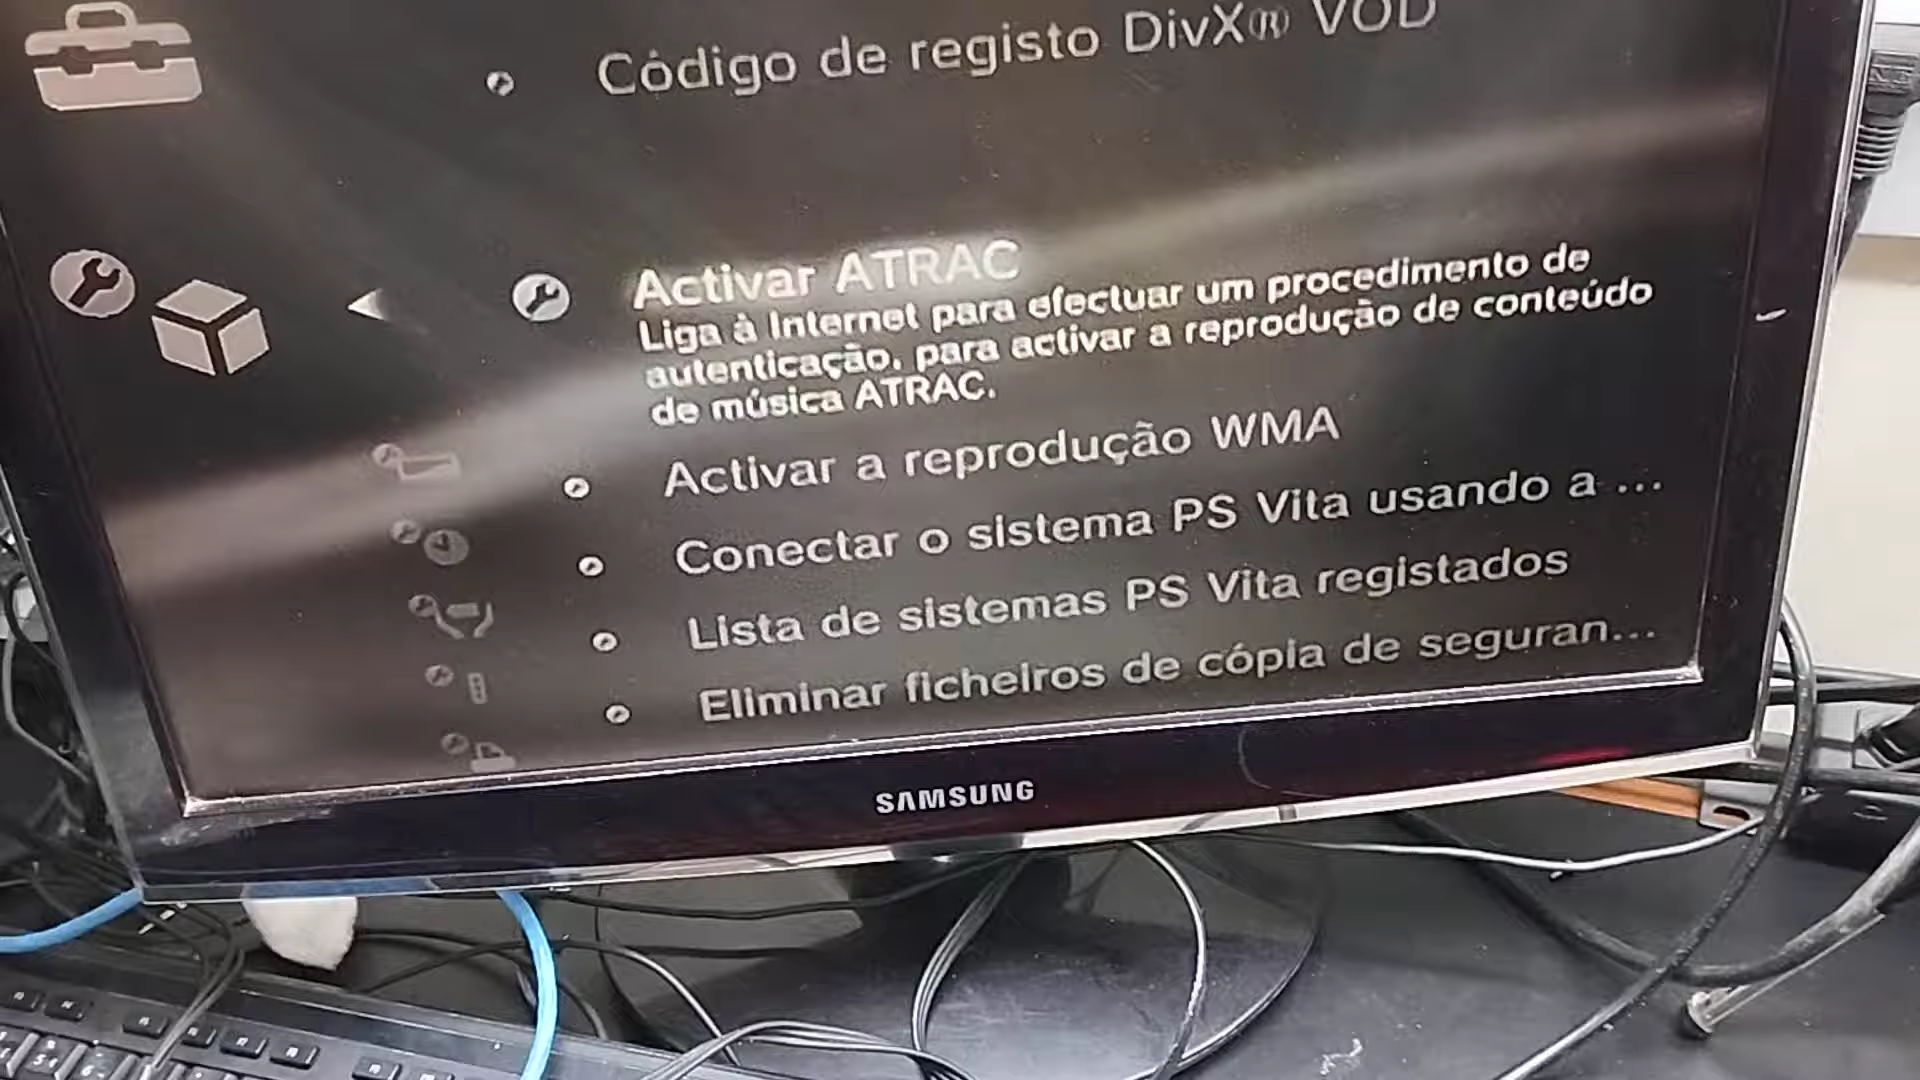 Código de registo DivX® VOD
Activar ATRAC
Liga à Internet para efectuar um procedimento de
autenticação, para activar a reprodução de conteúdo
de música ATRAC.
Activar a reprodução WMA
Conectar o sistema PS Vita usando a ...
Lista de sistemas PS Vita registados
Eliminar ficheiros de cópia de seguran...
SAMSUNG